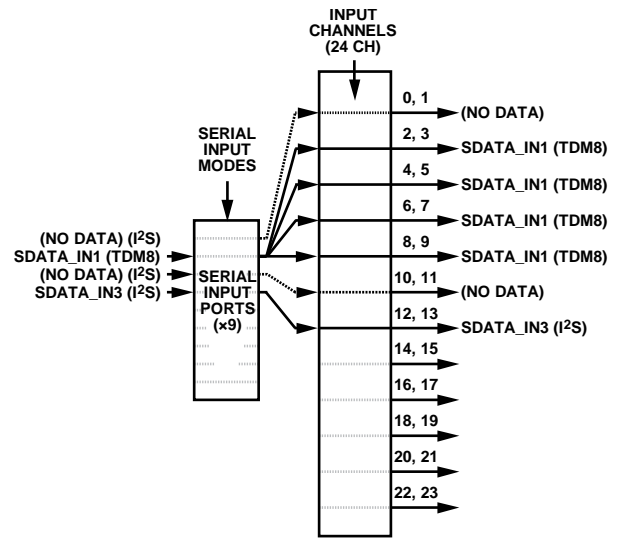 INPUT
CHANNELS
(24 CH)
SERIAL
INPUT
MODES
(NO DATA) (I²S)
SDATA_IN1 (TDM8)
(NO DATA) (I²S)
SDATA_IN3 (I²S)
SERIAL
INPUT
PORTS
(×9)
0, 1
(NO DATA)
2, 3
SDATA_IN1 (TDM8)
4, 5
SDATA_IN1 (TDM8)
6, 7
SDATA_IN1 (TDM8)
8, 9
SDATA_IN1 (TDM8)
10, 11
(NO DATA)
12, 13
SDATA_IN3 (I²S)
14, 15
16, 17
18, 19
20, 21
22, 23